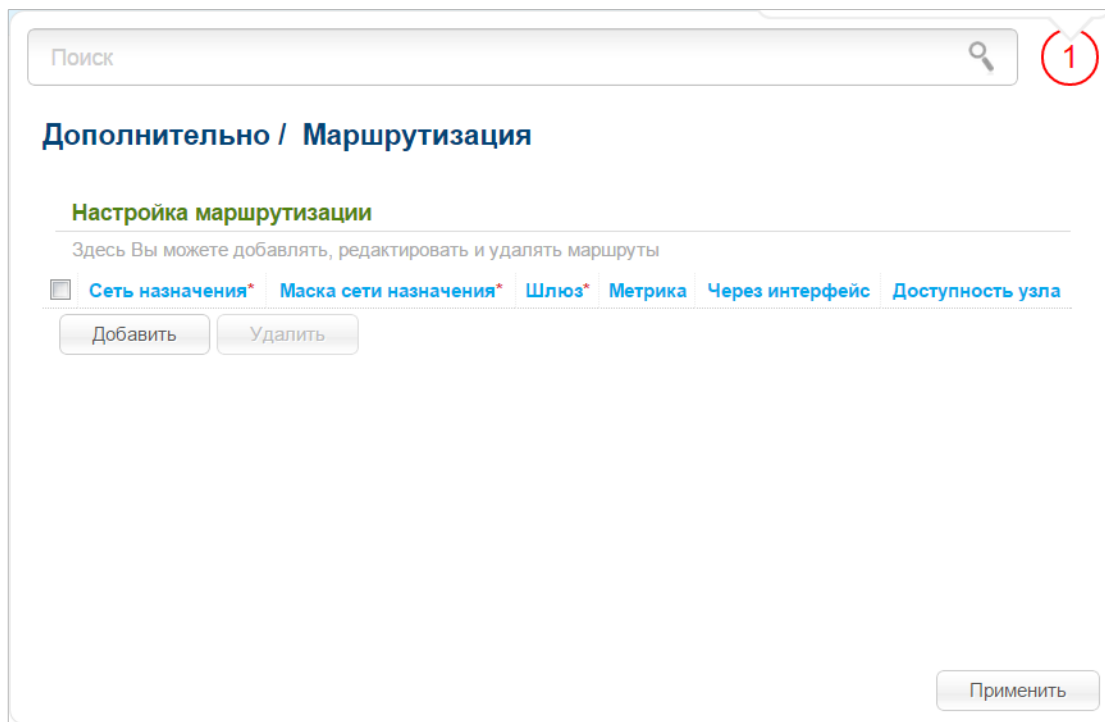 Поиск
1
Дополнительно / Маршрутизация
Настройка маршрутизации
Здесь Вы можете добавлять, редактировать и удалять маршруты
Сеть назначения* Маска сети назначения* Шлюз* Метрика Через интерфейс Доступность узла
Добавить Удалить
Применить